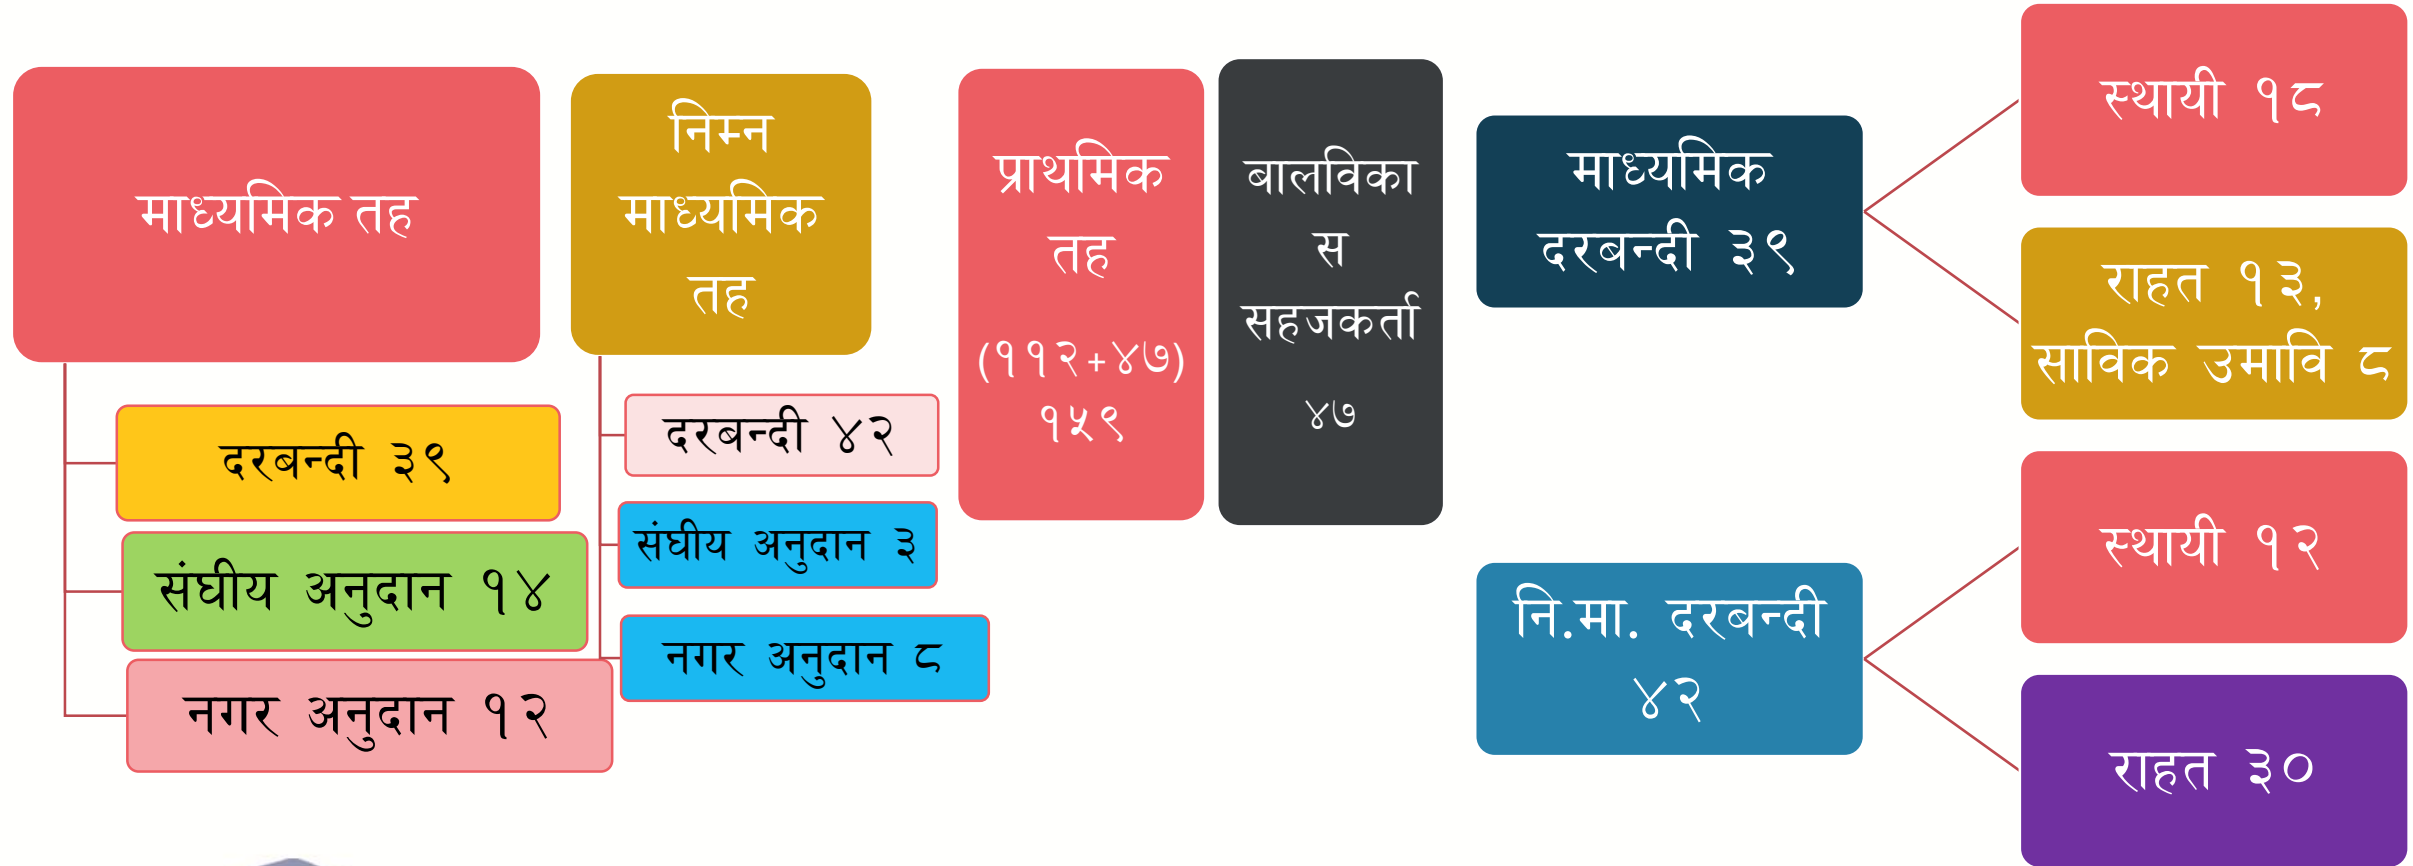 माध्यमिक तह
दरबन्दी ३९
संघीय अनुदान १४
नगर अनुदान १२
निम्न
माध्यमिक
तह
दरबन्दी ४२
संघीय अनुदान ३
नगर अनुदान ८
प्राथमिक
तह
(११२+४७)
१५९
बालविका
स
सहजकर्ता
४७
माध्यमिक
दरबन्दी ३९
स्थायी १८
राहत १३,
साविक उमावि ८
नि.मा. दरबन्दी
४२
स्थायी १२
राहत ३०